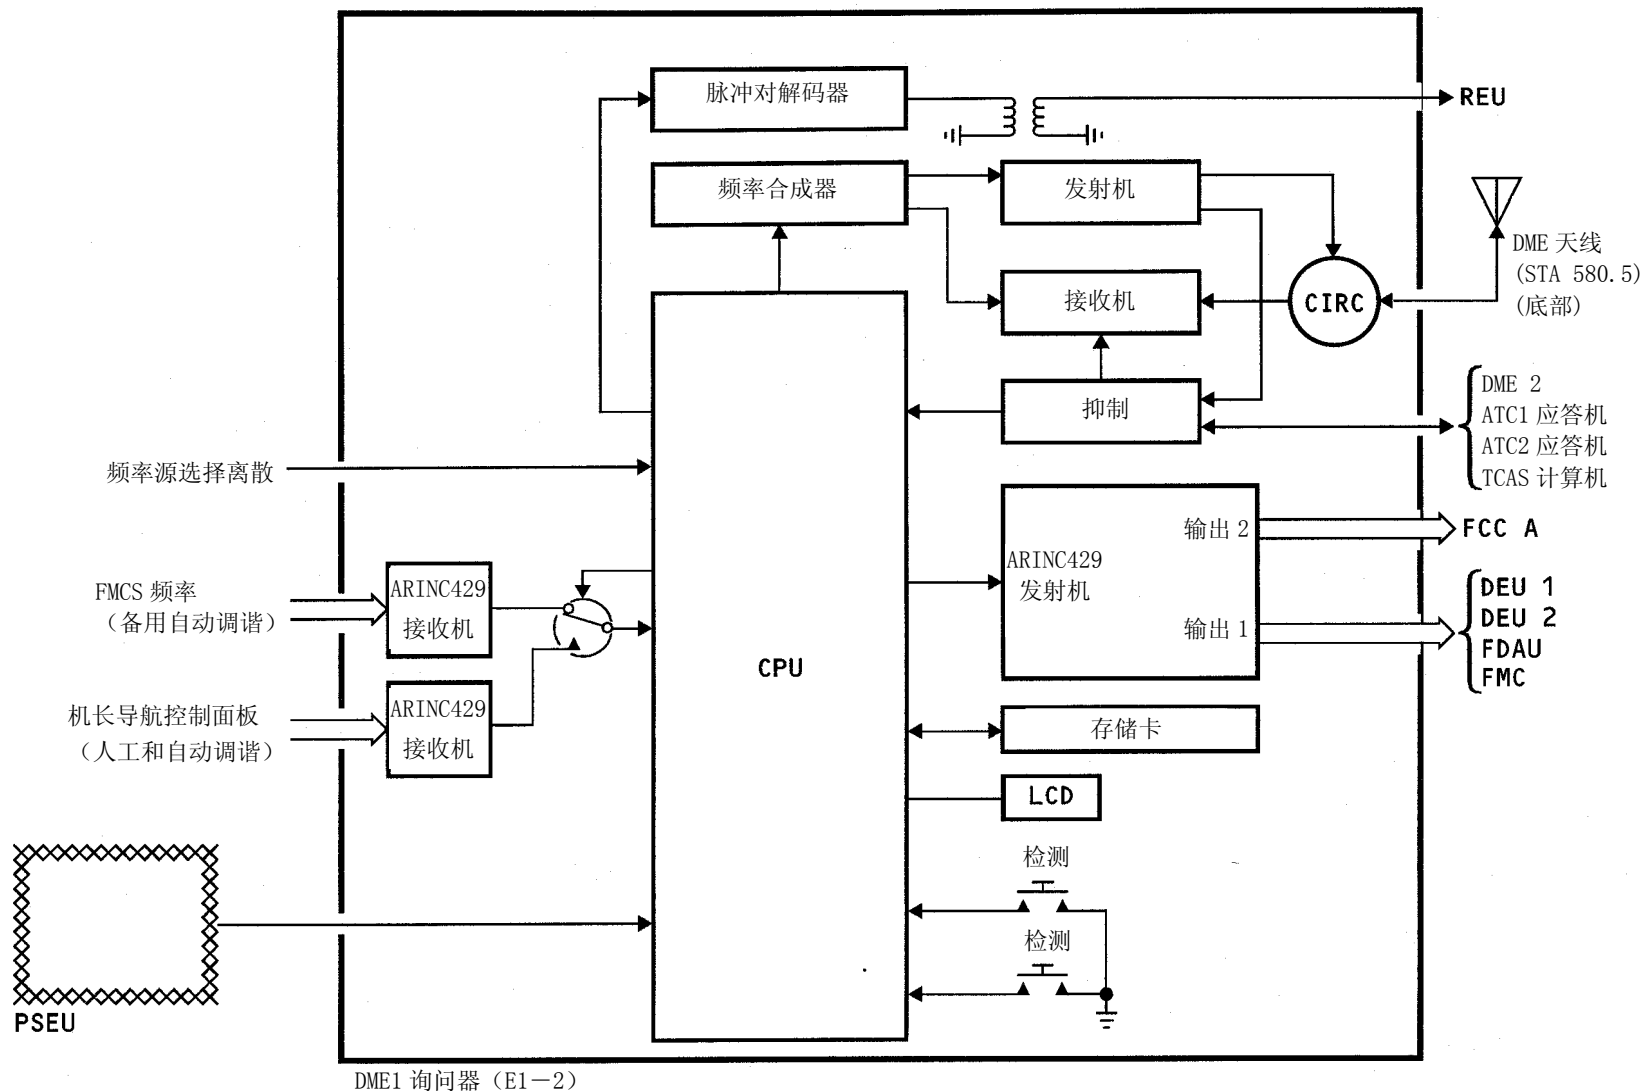 脉冲对解码器
REU
频率合成器
发射机
DME 天线
(STA 580.5)
(底部)
接收机
CIRC
抑制
DME 2
ATC1 应答机
ATC2 应答机
TCAS 计算机
频率源选择离散
输出 2
FCC A
ARINC429
发射机
输出 1
DEU 1
DEU 2
FDAU
FMC
FMCS 频率
（备用自动调谐）
ARINC429
接收机
CPU
机长导航控制面板
（人工和自动调谐）
ARINC429
接收机
存储卡
LCD
检测
检测
PSEU
DME1 询问器（E1－2）